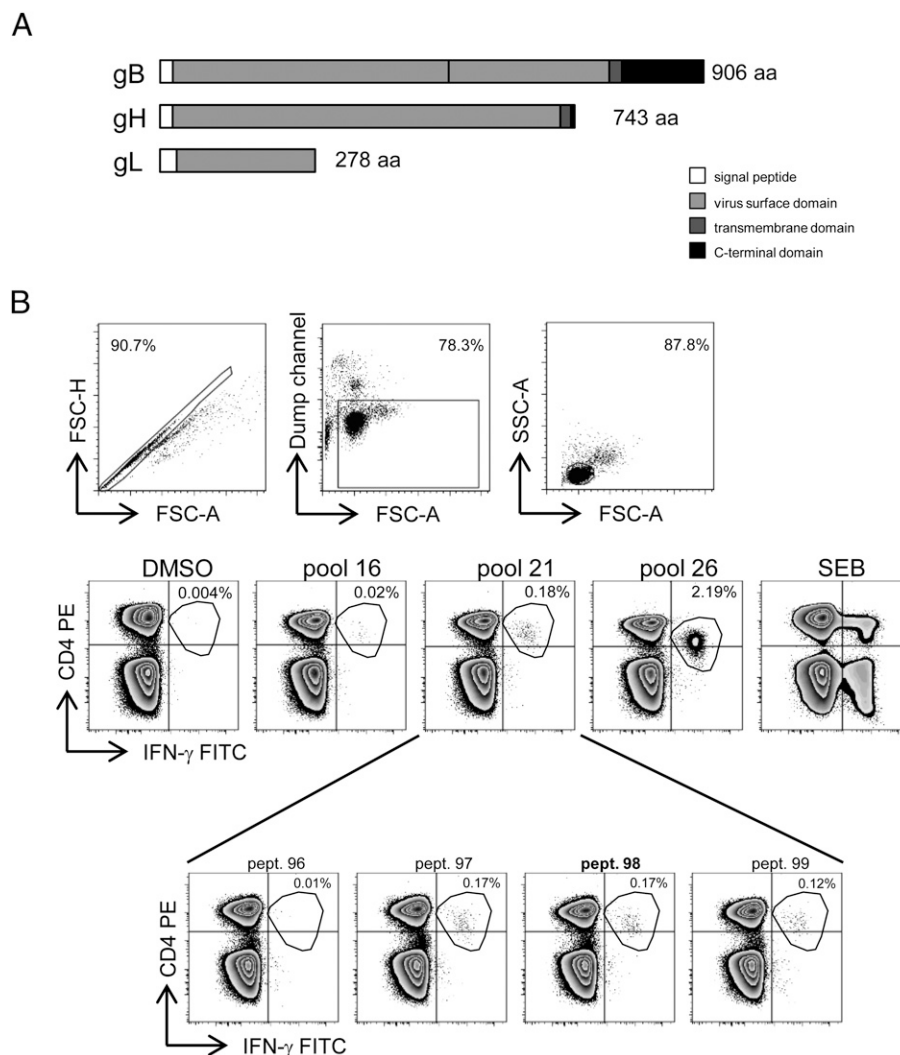 A
gB
906 aa
gH
743 aa
gL
278 aa
signal peptide
virus surface domain
transmembrane domain
C-terminal domain
B
90.7%
FSC-H
FSC-A
78.3%
Dump channel
FSC-A
87.8%
SSC-A
FSC-A
DMSO
pool 16
pool 21
pool 26
SEB
0.004%
0.02%
0.18%
2.19%
CD4 PE
IFN-γ FITC
pept. 96
pept. 97
pept. 98
pept. 99
0.01%
0.17%
0.17%
0.12%
CD4 PE
IFN-γ FITC